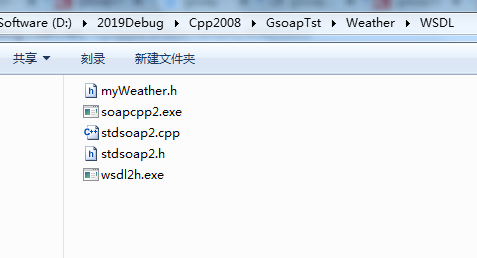 Software (D:) 2019Debug Cpp2008 GsoapTst Weather WSDL
共享 刻录 新建文件夹
myWeather.h
soapcpp2.exe
stdsoap2.cpp
stdsoap2.h
wsdl2h.exe